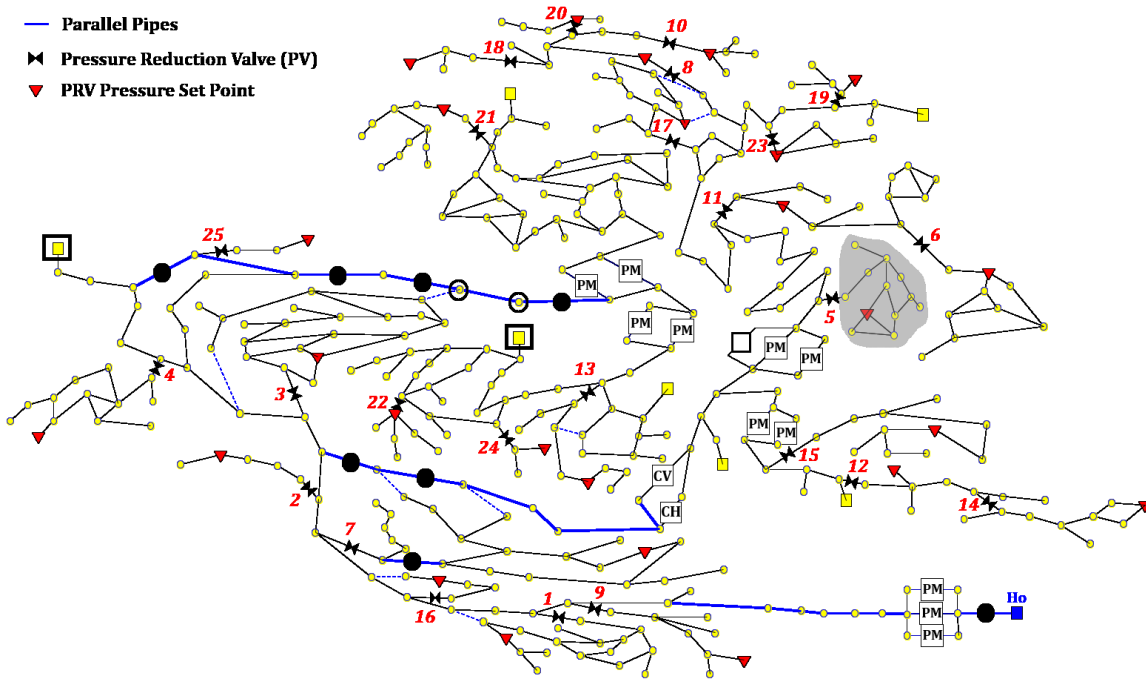 Parallel Pipes
Pressure Reduction Valve (PV)
PRV Pressure Set Point
20
10
18
8
19
21
17
23
11
25
6
PM
PM
5
PM
PM
PM
PM
4
3
13
22
24
PM
PM
15
12
14
2
CV
CH
7
16
1
9
PM
PM
PM
Ho